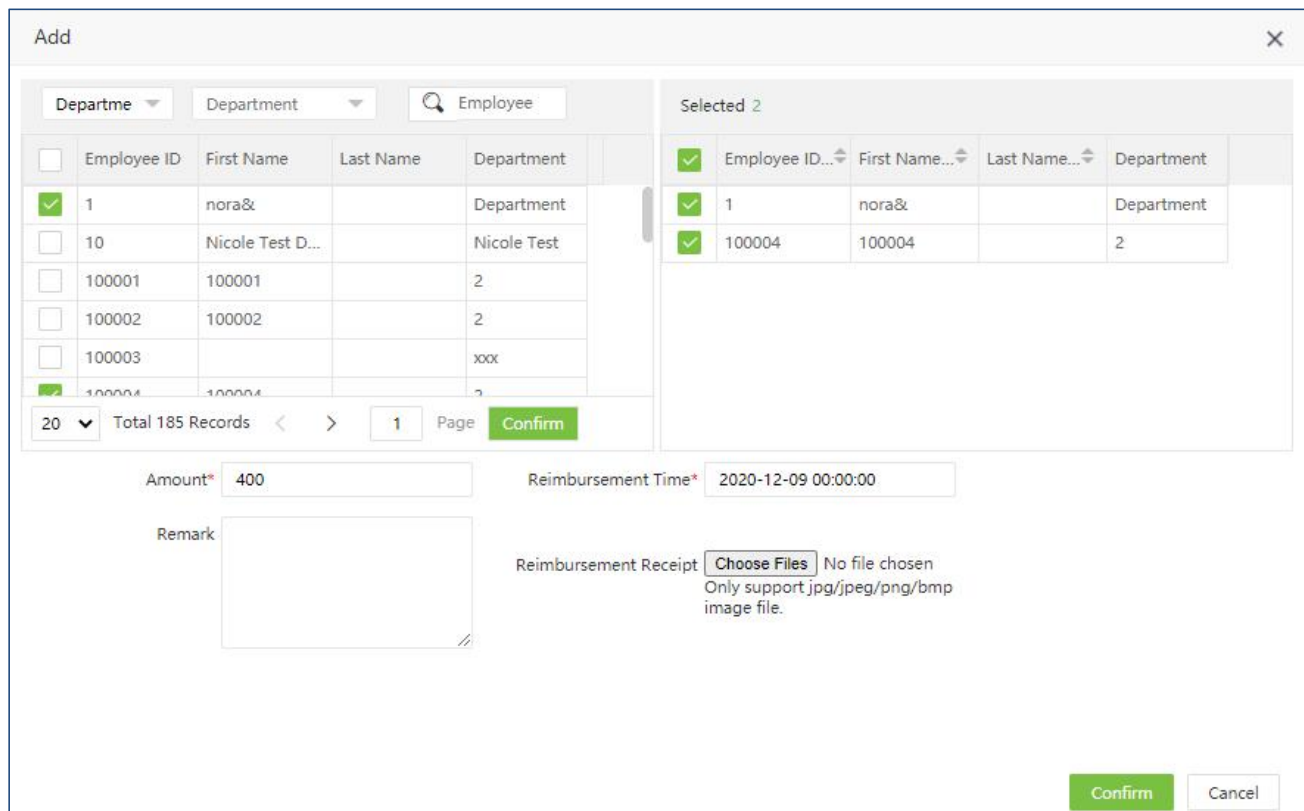 Add
Departme Department Employee
Selected 2
Employee ID First Name Last Name Department
1 nora& Department
10 Nicole Test D... Nicole Test
100001 100001 2
100002 100002 2
100003 xxx
100004 100004 2
20 Total 185 Records < > 1 Page Confirm
Employee ID... First Name... Last Name... Department
1 nora& Department
100004 100004 2
Amount* 400
Reimbursement Time* 2020-12-09 00:00:00
Remark
Reimbursement Receipt Choose Files No file chosen
Only support jpg/jpeg/png/bmp
image file.
Confirm Cancel